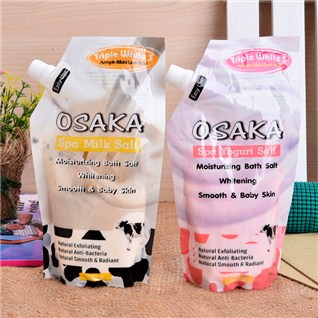 Triple White 3
OSAKA
Spa Milk Salt
Moisturizing Bath Salt
Whitening
Smooth & Baby Skin
Natural Exfoliating
Natural Anti-Bacteria
Natural Smooth & Radiant
Triple White 3
OSAKA
Spa Yogurt Salt
Moisturizing Bath Salt
Whitening
Smooth & Baby Skin
Natural Exfoliating
Natural Anti-Bacteria
Natural Smooth & Radiant